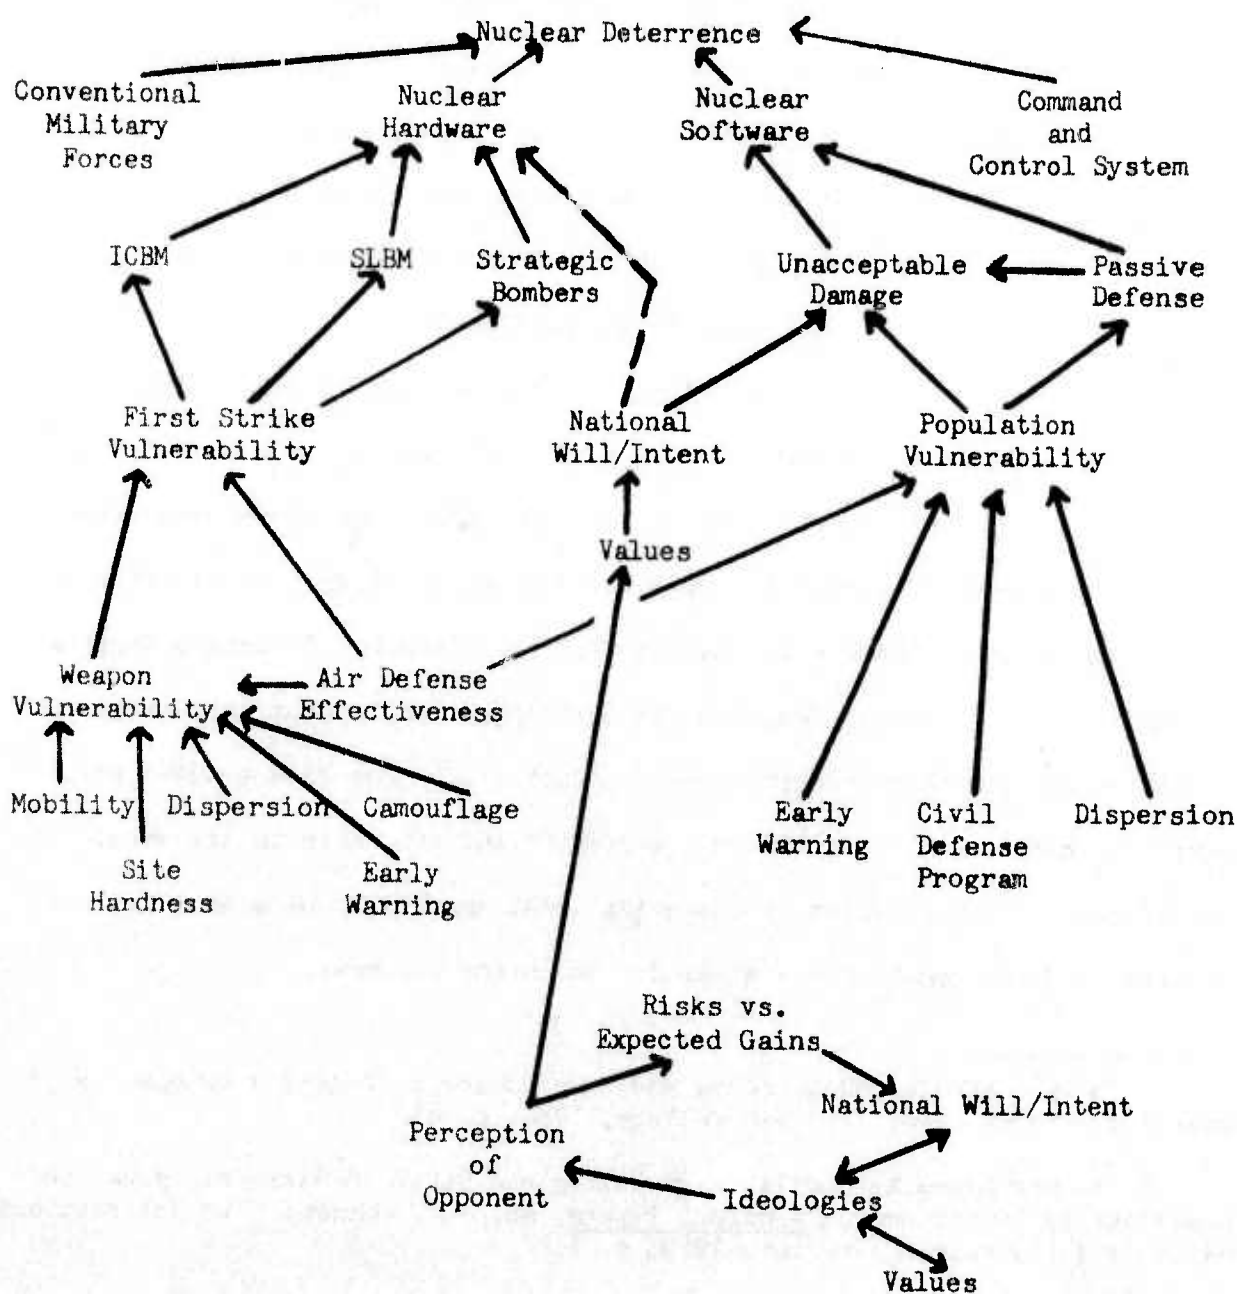 Nuclear Deterrence
Conventional
Military
Forces
Nuclear
Hardware
Nuclear
Software
Command
and
Control System
ICBM
SLBM
Strategic
Bombers
Unacceptable
Damage
Passive
Defense
First Strike
Vulnerability
National
Will/Intent
Population
Vulnerability
Values
Weapon
Vulnerability
Air Defense
Effectiveness
Mobility
Dispersion
Camouflage
Site
Hardness
Early
Warning
Early
Warning
Civil
Defense
Program
Dispersion
Risks vs.
Expected Gains
National Will/Intent
Perception
of
Opponent
Ideologies
Values